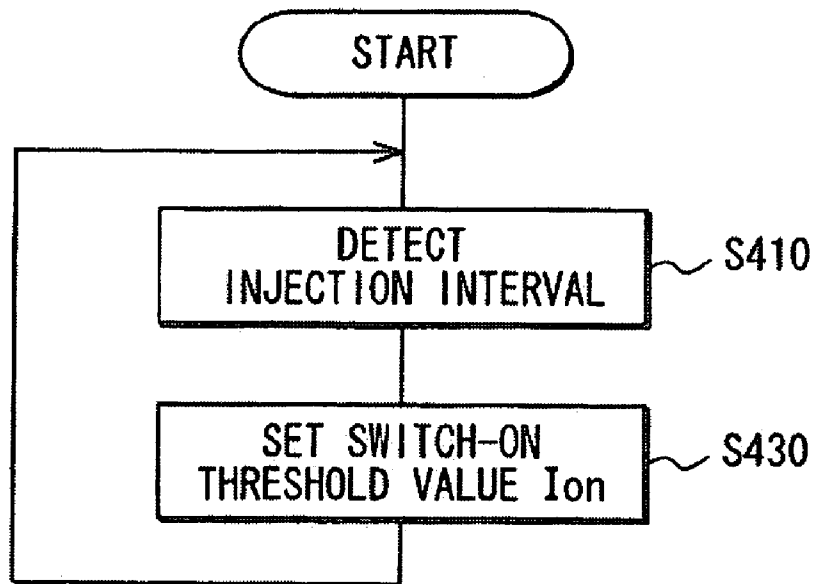 START
DETECT
INJECTION INTERVAL
S410
SET SWITCH-ON
THRESHOLD VALUE Ion
S430